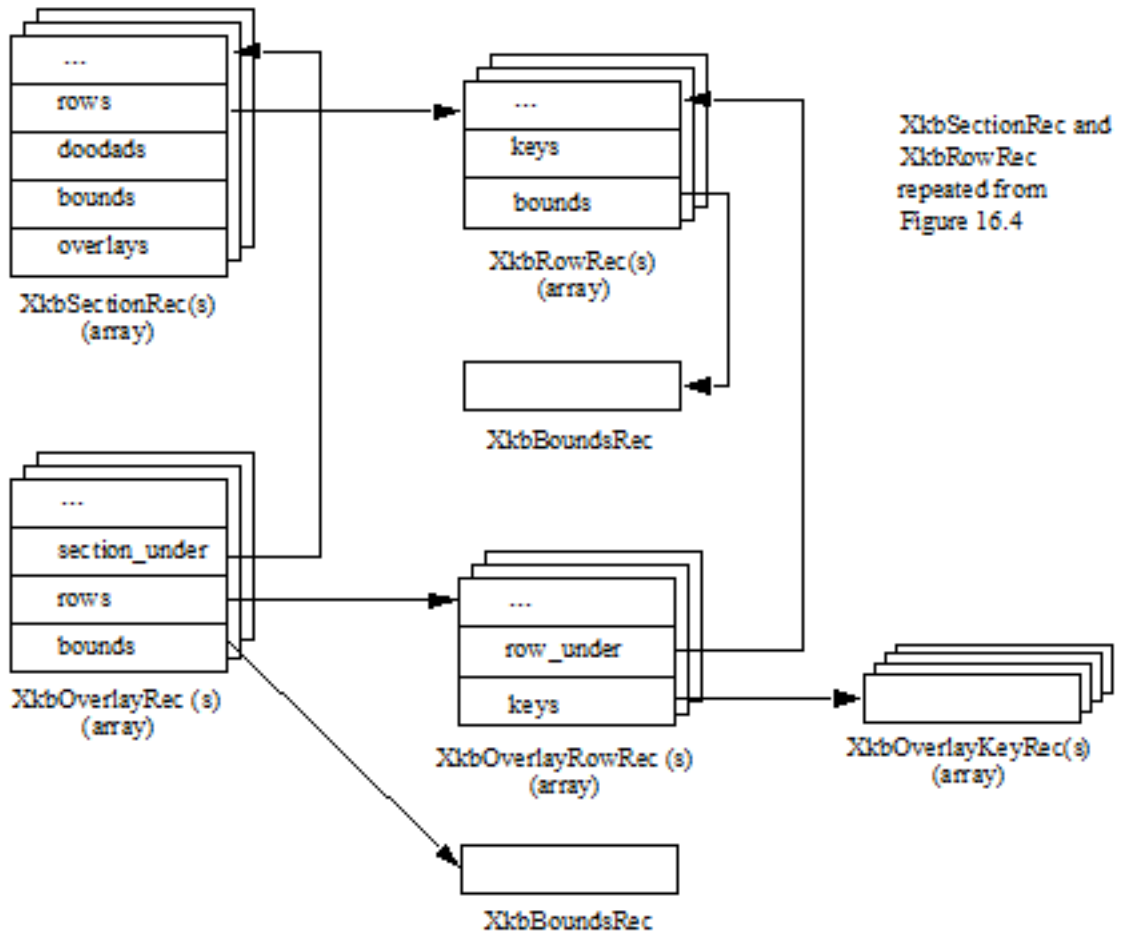 ...
rows
doodads
bounds
overlays
XkbSectionRec(s)
(array)
...
keys
bounds
XkbRowRec(s)
(array)
XkbSectionRec and
XkbRowRec
repeated from
Figure 16.4
XkbBoundsRec
...
section_under
rows
bounds
XkbOverlayRec (s)
(array)
...
row_under
keys
XkbOverlayRowRec (s)
(array)
XkbOverlayKeyRec(s)
(array)
XkbBoundsRec